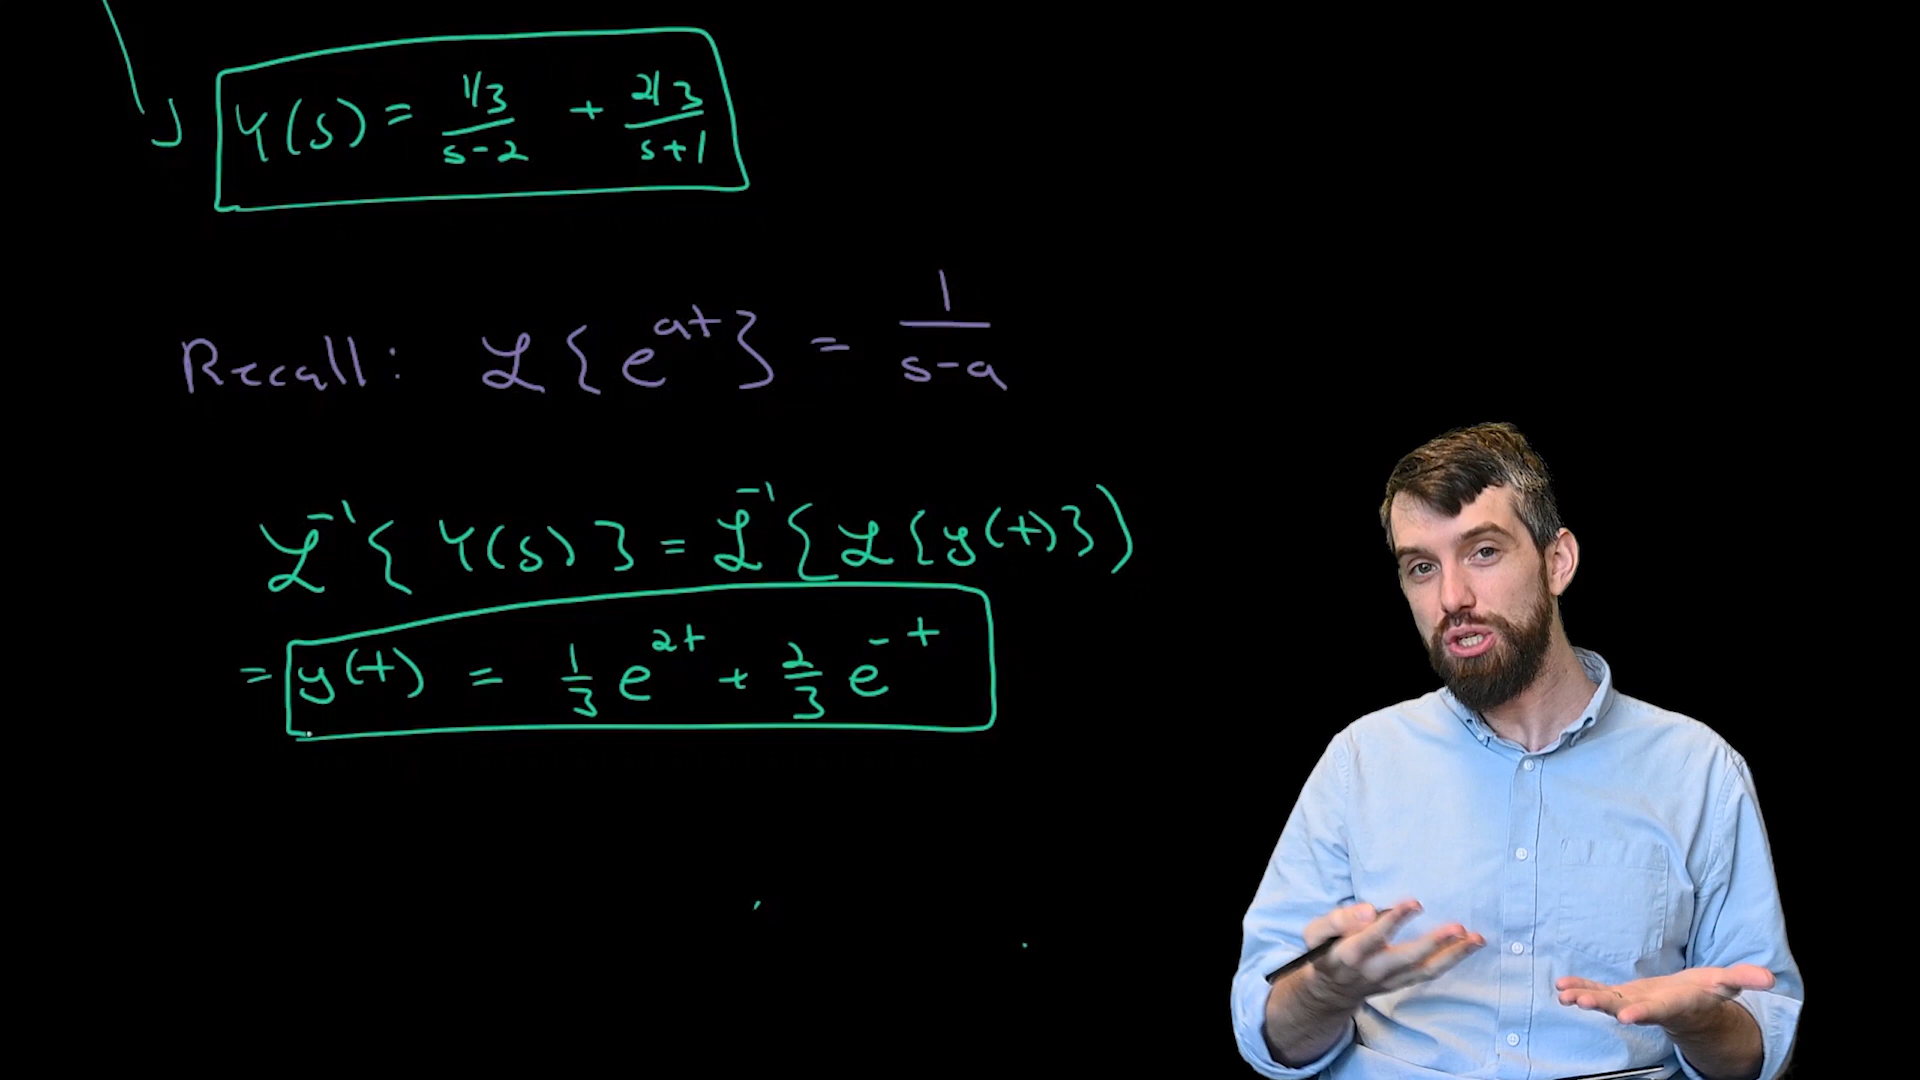 Y(s) = 1/3/(s-2) + 2/3/(s+1)
Recall: ℒ{e^{at}} = 1/(s-a)
ℒ^{-1}{Y(s)} = ℒ^{-1}{ℒ{y(t)})
= y(t) = 1/3 e^{2t} + 2/3 e^{-t}